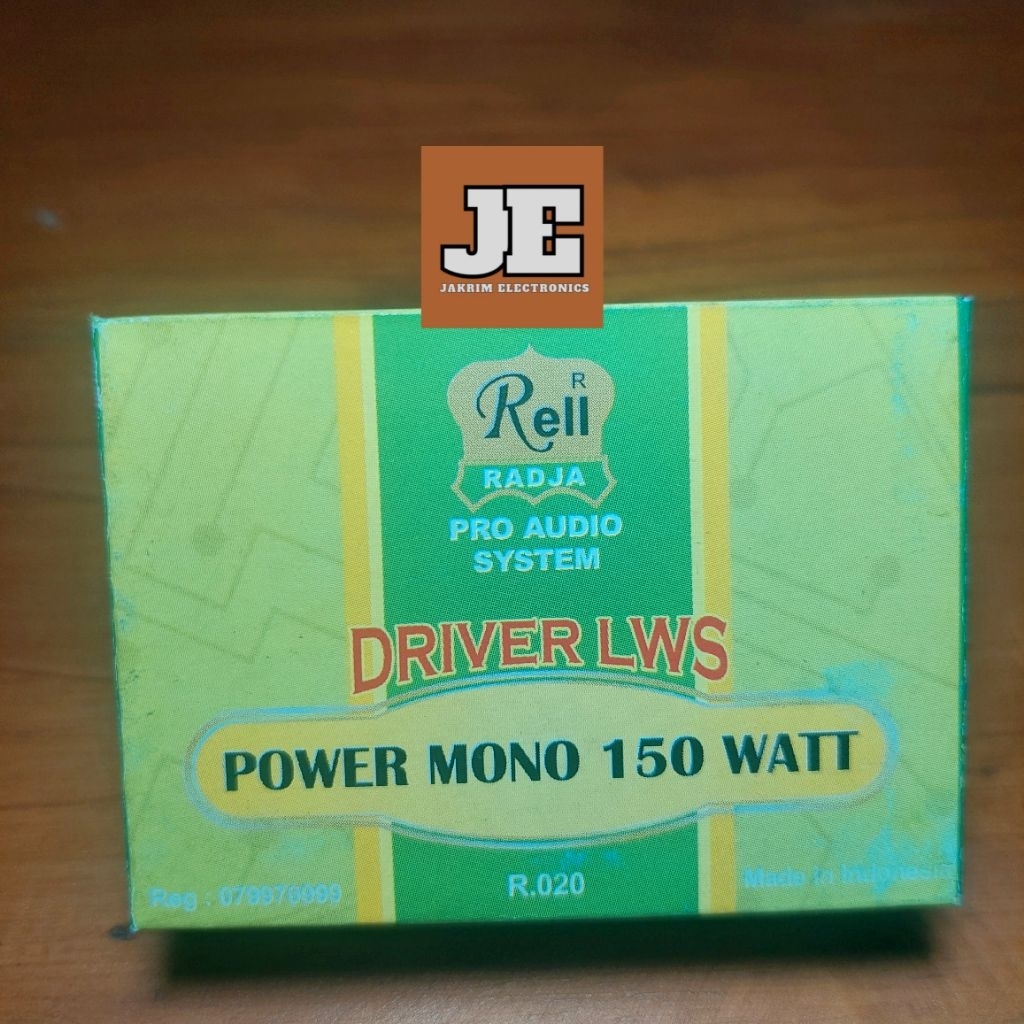 JE
JAKRIM ELECTRONICS
R
Rell
RADJA
PRO AUDIO
SYSTEM
DRIVER LWS
POWER MONO 150 WATT
R.020
Reg :
Made in Indonesia